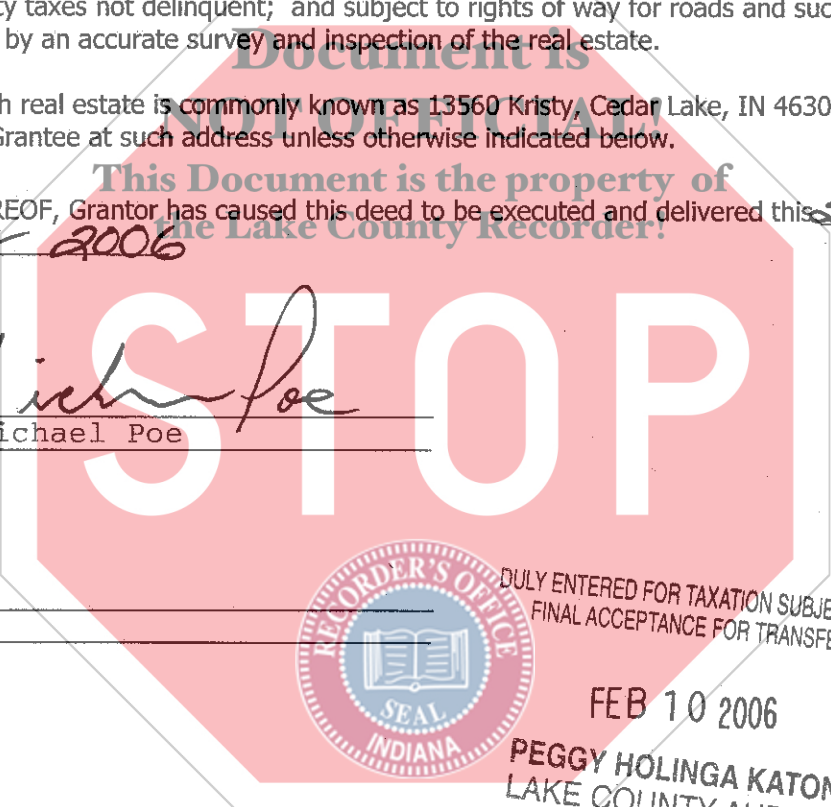 ty taxes not delinquent; and subject to rights of way for roads and suc
by an accurate survey and inspection of the real estate.
Document is
h real estate is commonly known as 13560 Kristy, Cedar Lake, IN 4630
NOT OFFICIAL!
Grantee at such address unless otherwise indicated below.
This Document is the property of
REOF, Grantor has caused this deed to be executed and delivered this
the Lake County Recorder!
2006
STOP
Poe
ichael Poe
RECORDER'S OFFICE
SEAL
INDIANA
DULY ENTERED FOR TAXATION SUBJE
FINAL ACCEPTANCE FOR TRANSFE
FEB 10 2006
PEGGY HOLINGA KATON
LAKE COUNTY AUD